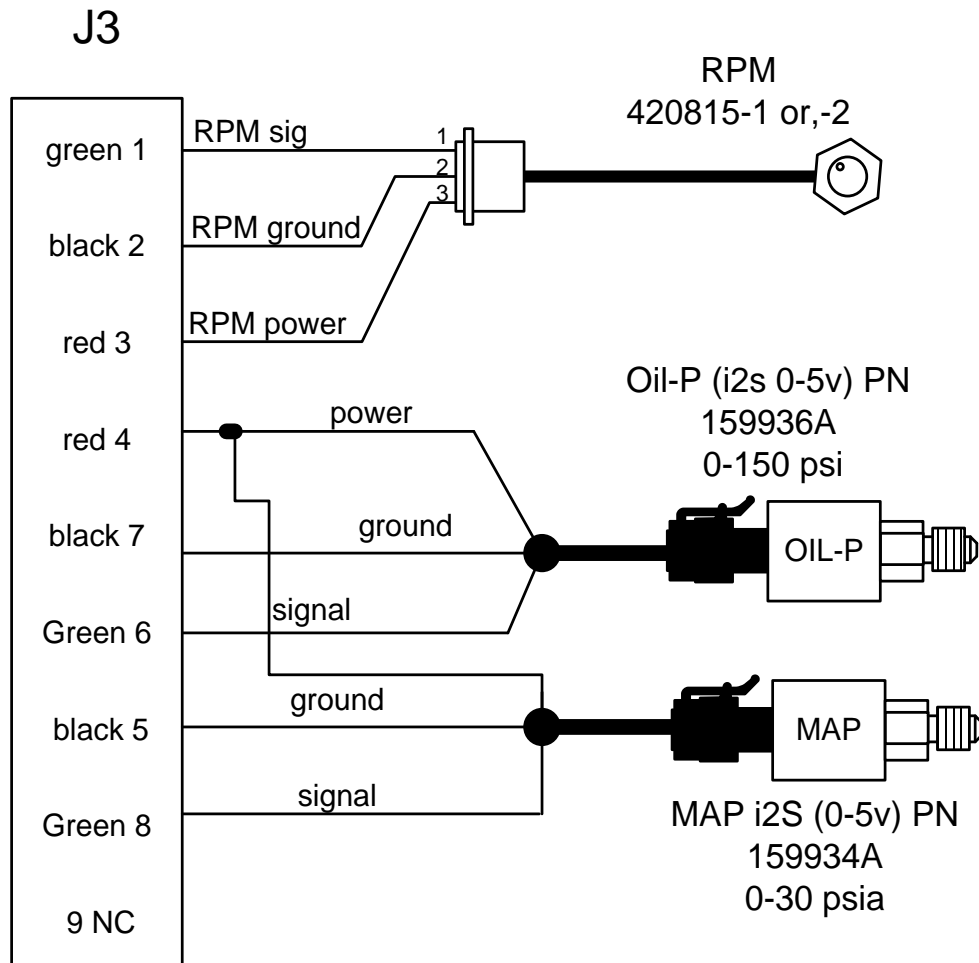 J3
RPM
420815-1 or,-2
green 1
RPM sig
1
2
3
black 2
RPM ground
red 3
RPM power
Oil-P (i2s 0-5v) PN
159936A
0-150 psi
red 4
power
black 7
ground
OIL-P
Green 6
signal
black 5
ground
MAP
Green 8
signal
MAP i2S (0-5v) PN
159934A
0-30 psia
9 NC